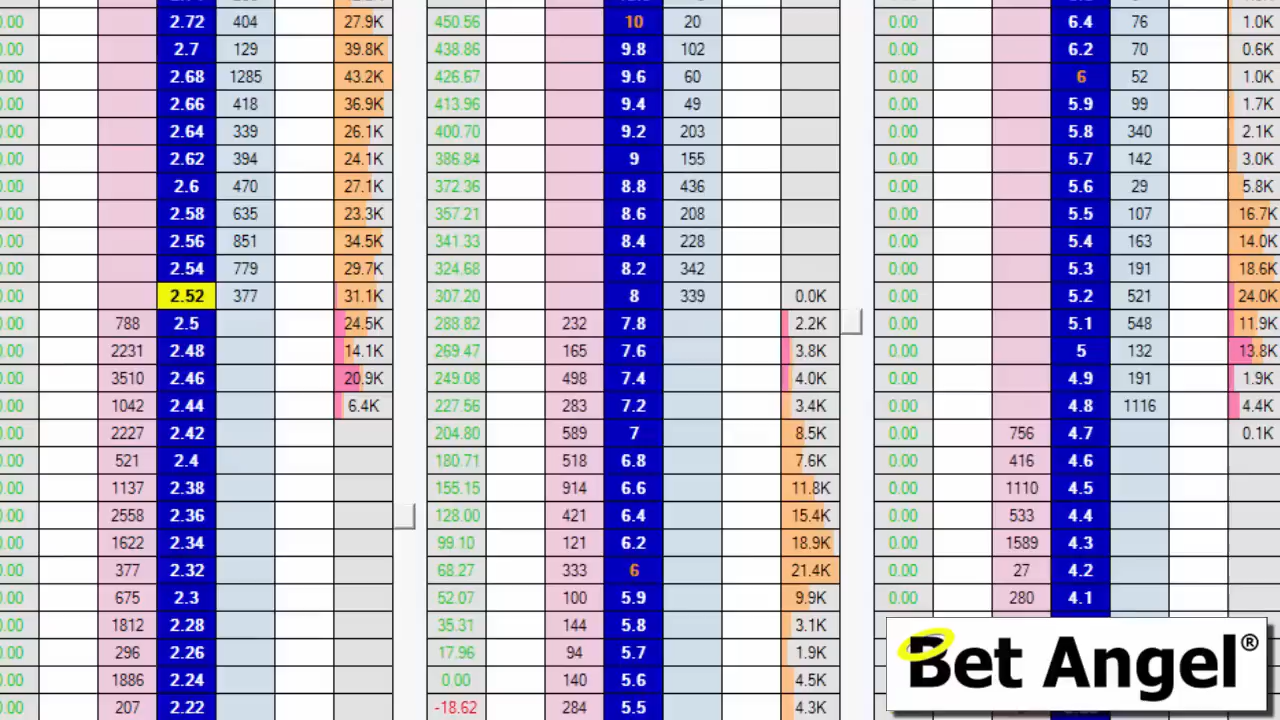 2.72 404 27.9K 450.56 10 20 6.4 76 1.0K
2.7 129 39.8K 438.86 9.8 102 6.2 70 0.6K
2.68 1285 43.2K 426.67 9.6 60 6 52 1.0K
2.66 418 36.9K 413.96 9.4 49 0.00 5.9 99 1.7K
2.64 339 26.1K 400.70 9.2 203 0.00 5.8 340 2.1K
2.62 394 24.1K 386.84 9 155 0.00 5.7 142 3.0K
2.6 470 27.1K 372.36 8.8 436 0.00 5.6 29 5.8K
2.58 635 23.3K 357.21 8.6 208 0.00 5.5 107 16.7K
2.56 851 34.5K 341.33 8.4 228 0.00 5.4 163 14.0K
2.54 779 29.7K 324.68 8.2 342 0.00 5.3 191 18.6K
2.52 377 31.1K 307.20 8 339 0.0K 0.00 5.2 521 24.0K
788 2.5 24.5K 288.82 232 7.8 2.2K 0.00 5.1 548 11.9K
2231 2.48 14.1K 269.47 165 7.6 3.8K 0.00 5 132 13.8K
3510 2.46 20.9K 249.08 498 7.4 4.0K 0.00 4.9 191 1.9K
1042 2.44 6.4K 227.56 283 7.2 3.4K 0.00 4.8 1116 4.4K
2227 2.42 204.80 589 7 8.5K 0.00 756 4.7 0.1K
521 2.4 180.71 518 6.8 7.6K 0.00 416 4.6
1137 2.38 155.15 914 6.6 11.8K 0.00 1110 4.5
2558 2.36 128.00 421 6.4 15.4K 0.00 533 4.4
1622 2.34 99.10 121 6.2 18.9K 0.00 1589 4.3
377 2.32 68.27 333 6 21.4K 0.00 27 4.2
675 2.3 52.07 100 5.9 9.9K 0.00 280 4.1
1812 2.28 35.31 144 5.8 3.1K
296 2.26 17.96 94 5.7 1.9K
1886 2.24 0.00 140 5.6 4.5K
207 2.22 -18.62 284 5.5 4.3K
Bet Angel®